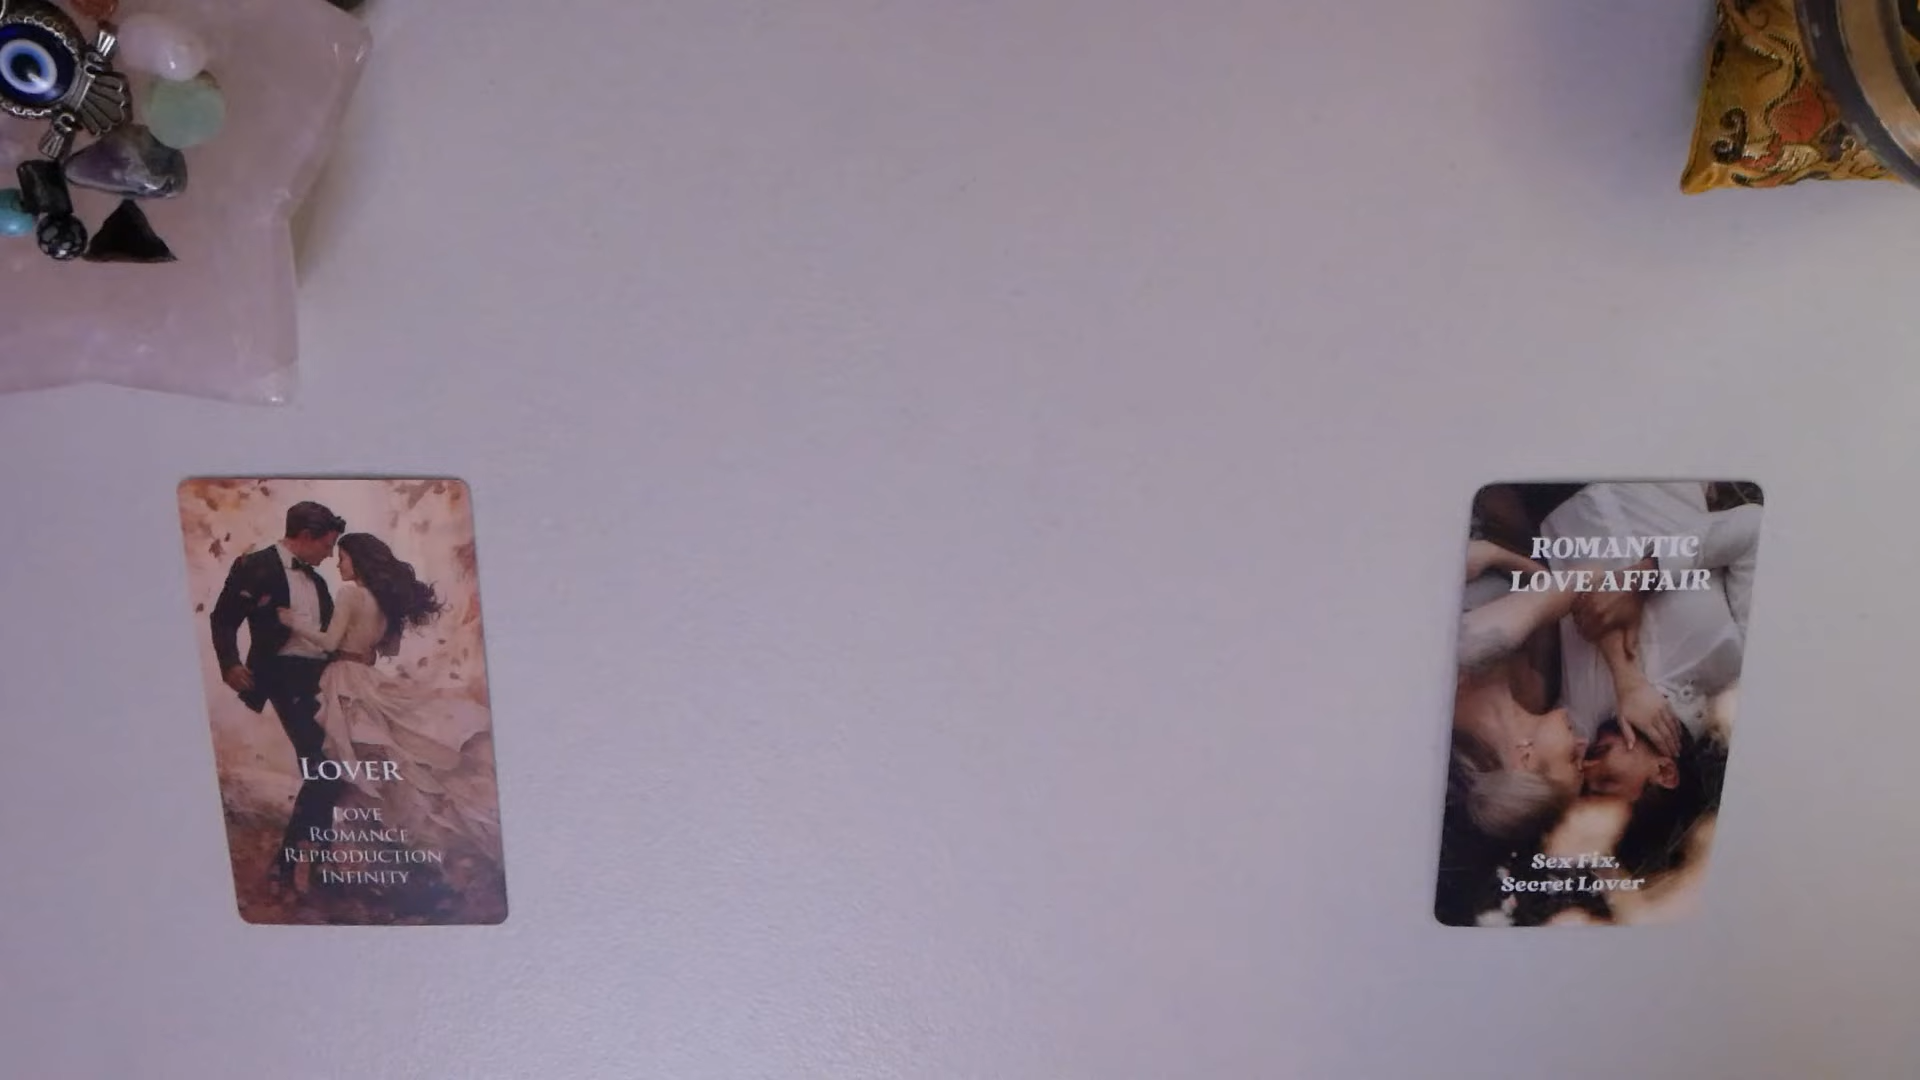 LOVER
LOVE
ROMANCE
REPRODUCTION
INFINITY
ROMANTIC
LOVE AFFAIR
Sex Fix,
Secret Lover